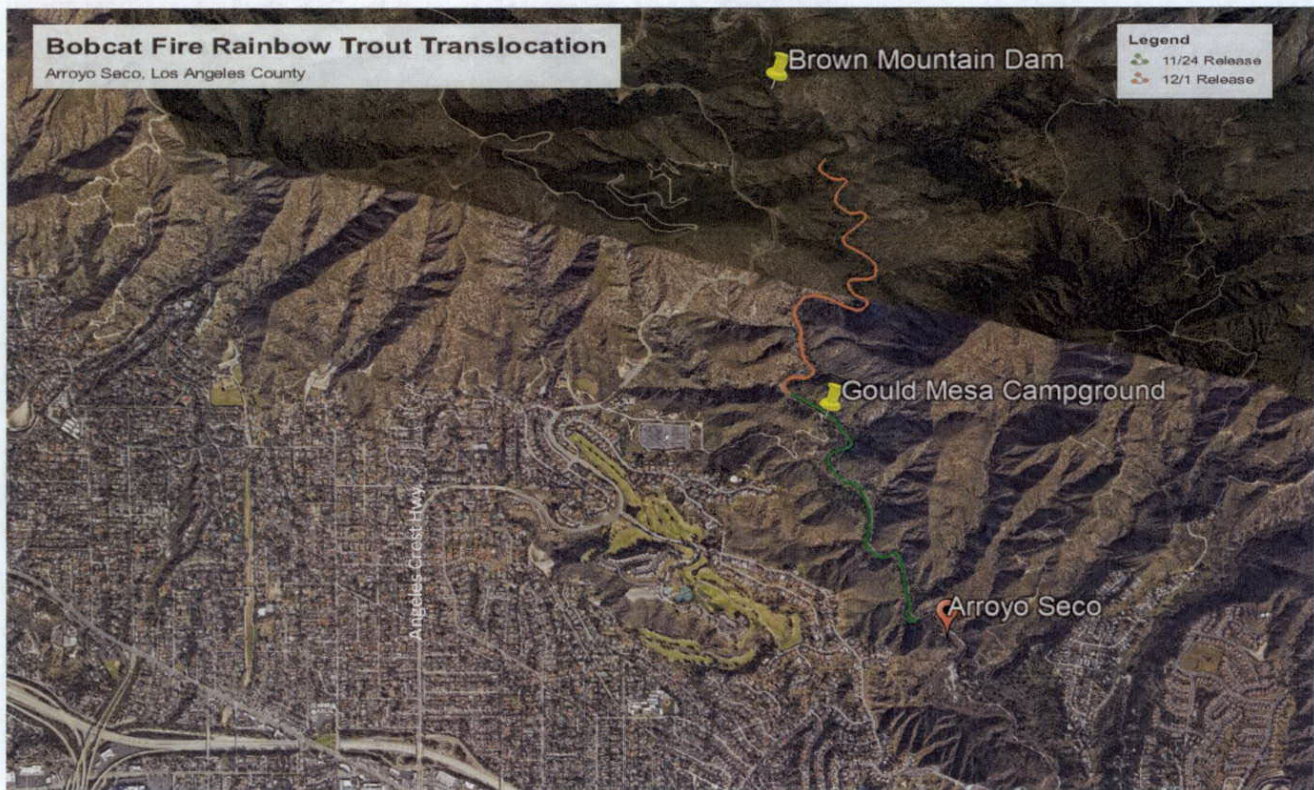 Bobcat Fire Rainbow Trout Translocation
Arroyo Seco, Los Angeles County
Legend
11/24 Release
12/1 Release
Brown Mountain Dam
Gould Mesa Campground
Angeles Crest Hwy
Arroyo Seco